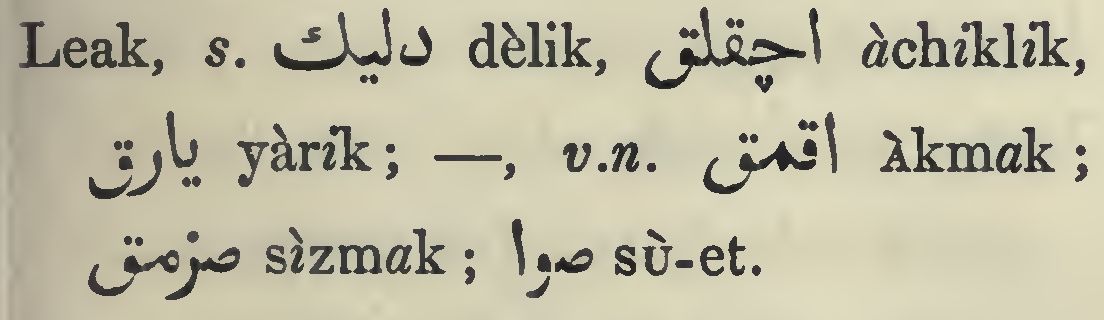 Leak, s. دليك dèlik, اچقلق àchiklik,
يارق yàrik; —, v.n. اقمق àkmak;
صزمق sìzmak; صوا sù-et.